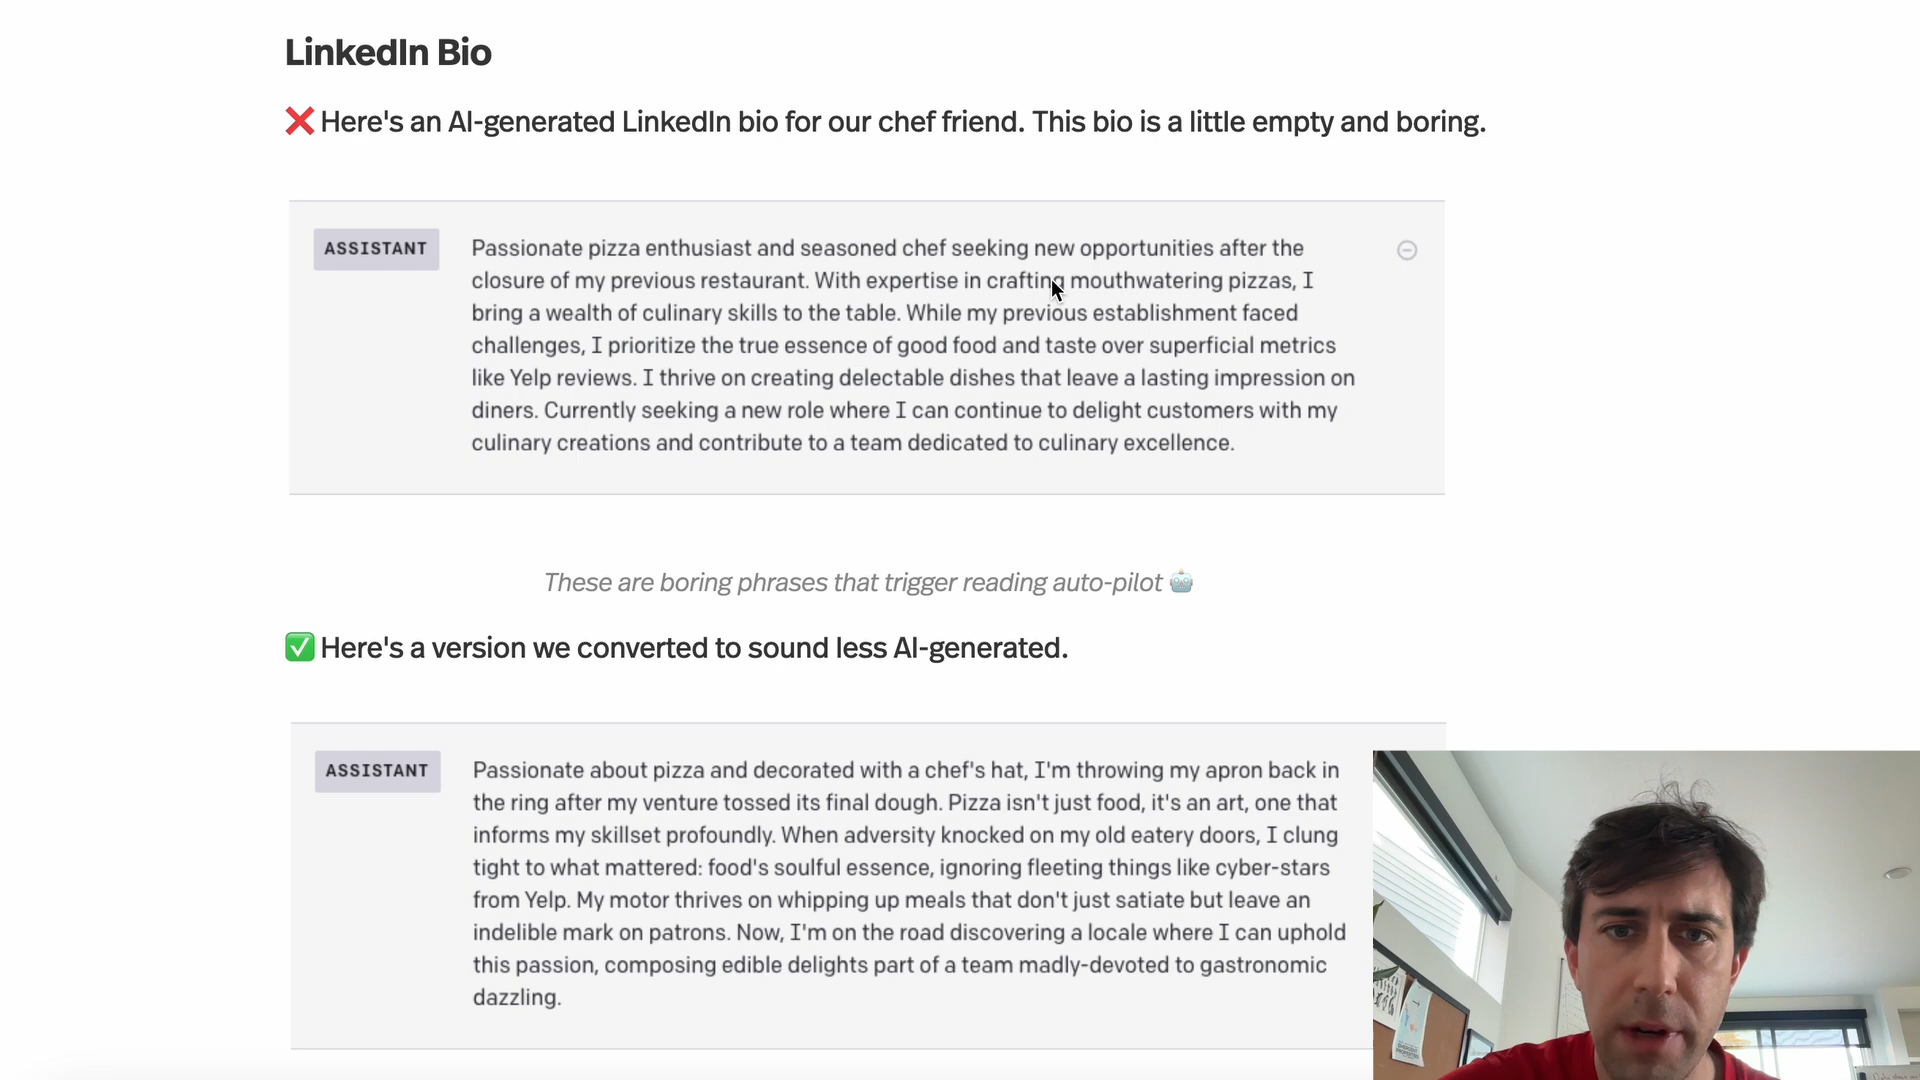 LinkedIn Bio
❌ Here's an AI-generated LinkedIn bio for our chef friend. This bio is a little empty and boring.
ASSISTANT
Passionate pizza enthusiast and seasoned chef seeking new opportunities after the
closure of my previous restaurant. With expertise in crafting mouthwatering pizzas, I
bring a wealth of culinary skills to the table. While my previous establishment faced
challenges, I prioritize the true essence of good food and taste over superficial metrics
like Yelp reviews. I thrive on creating delectable dishes that leave a lasting impression on
diners. Currently seeking a new role where I can continue to delight customers with my
culinary creations and contribute to a team dedicated to culinary excellence.
These are boring phrases that trigger reading auto-pilot 🤖
✅ Here's a version we converted to sound less AI-generated.
ASSISTANT
Passionate about pizza and decorated with a chef's hat, I'm throwing my apron back in
the ring after my venture tossed its final dough. Pizza isn't just food, it's an art, one that
informs my skillset profoundly. When adversity knocked on my old eatery doors, I clung
tight to what mattered: food's soulful essence, ignoring fleeting things like cyber-stars
from Yelp. My motor thrives on whipping up meals that don't just satiate but leave an
indelible mark on patrons. Now, I'm on the road discovering a locale where I can uphold
this passion, composing edible delights part of a team madly-devoted to gastronomic
dazzling.